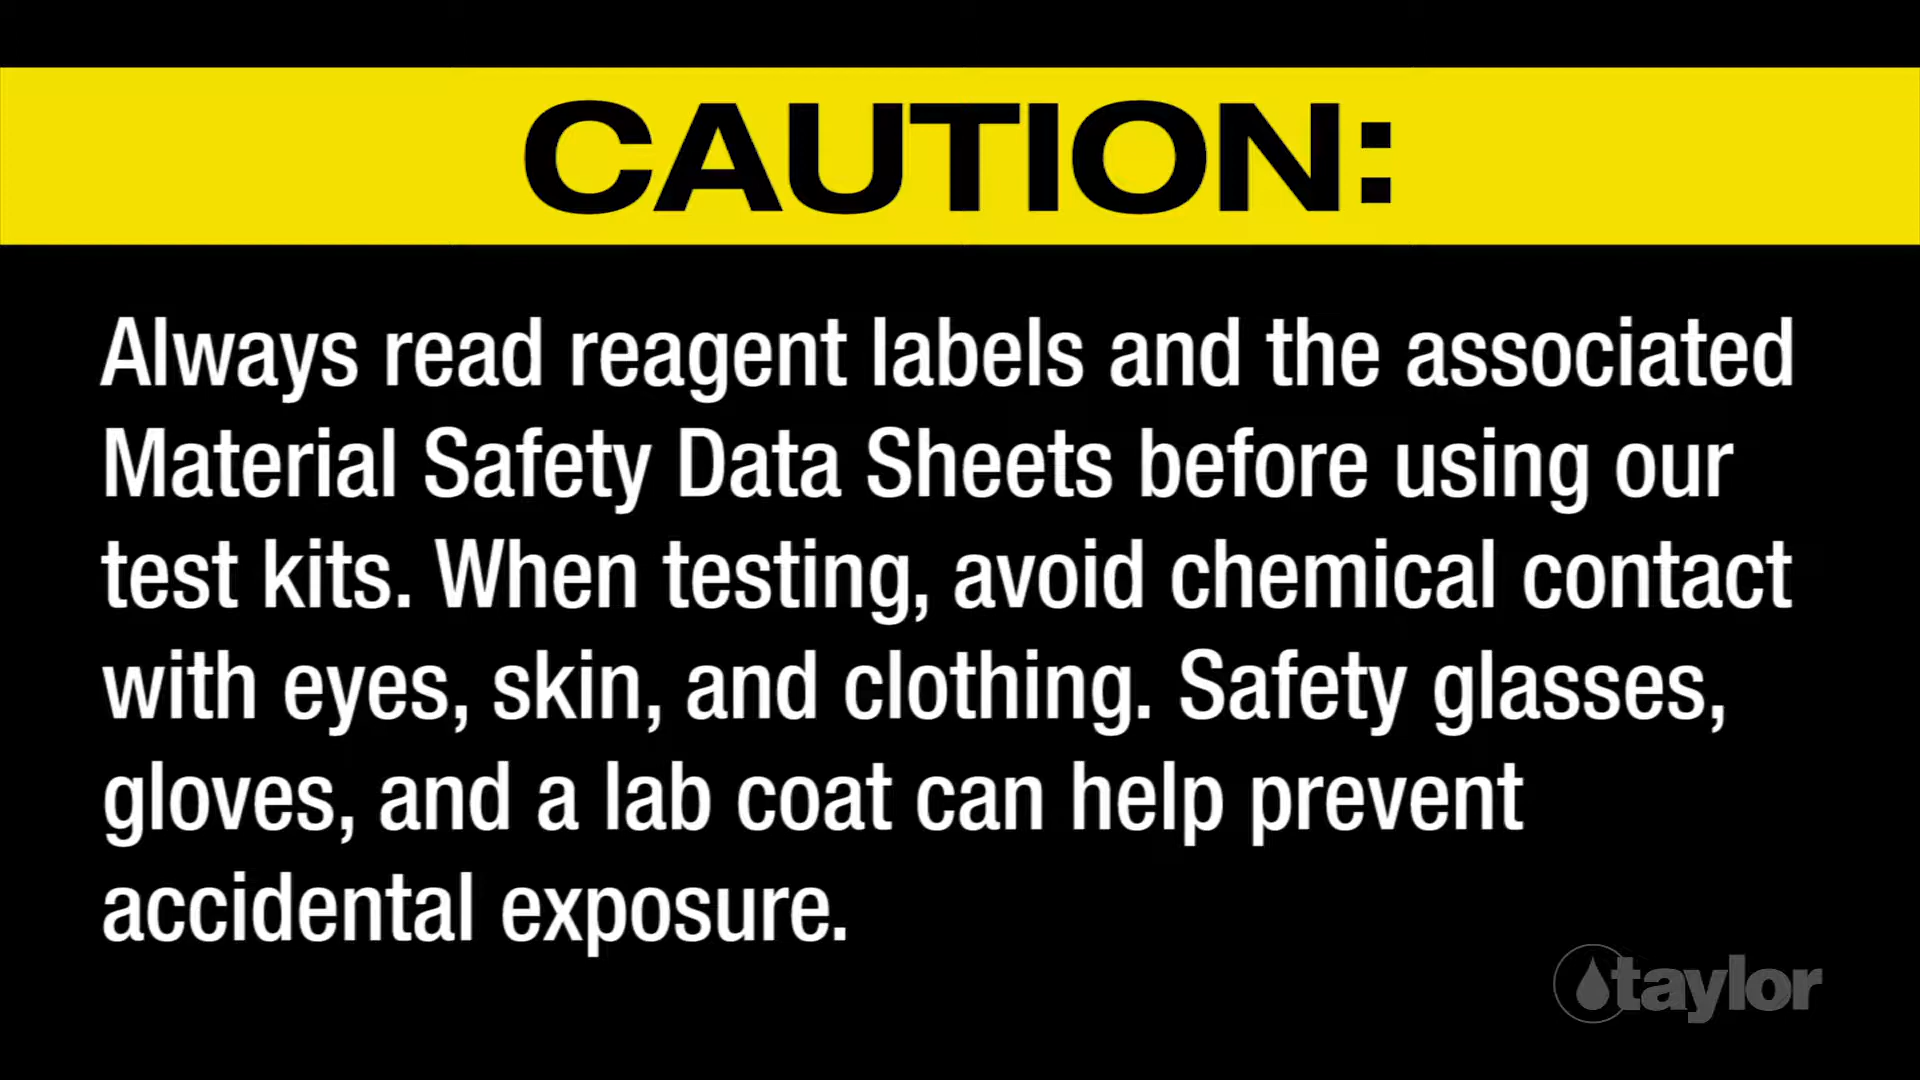 CAUTION:
Always read reagent labels and the associated
Material Safety Data Sheets before using our
test kits. When testing, avoid chemical contact
with eyes, skin, and clothing. Safety glasses,
gloves, and a lab coat can help prevent
accidental exposure.
taylor